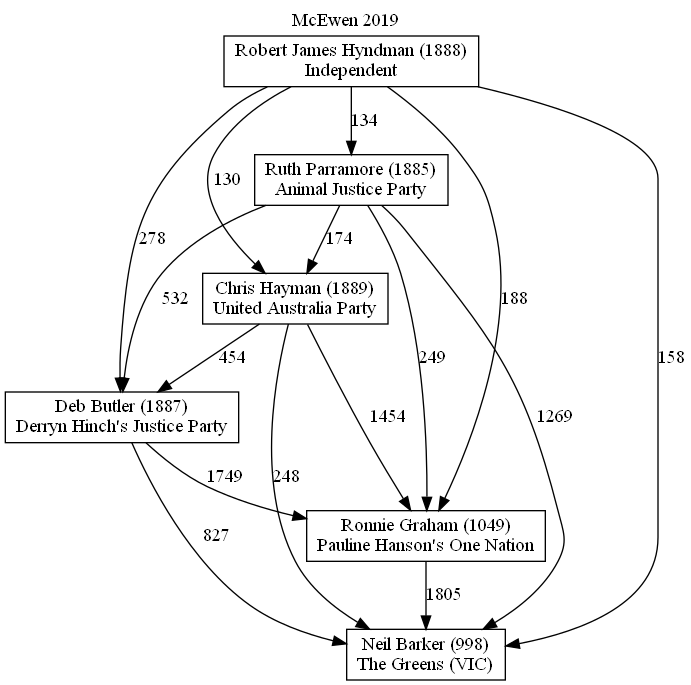 McEwen 2019
Robert James Hyndman (1888)
Independent
134
Ruth Parramore (1885)
Animal Justice Party
130
278
174
532
Chris Hayman (1889)
United Australia Party
188
454
249
158
Deb Butler (1887)
Derryn Hinch's Justice Party
1454
1269
1749
248
827
Ronnie Graham (1049)
Pauline Hanson's One Nation
1805
Neil Barker (998)
The Greens (VIC)